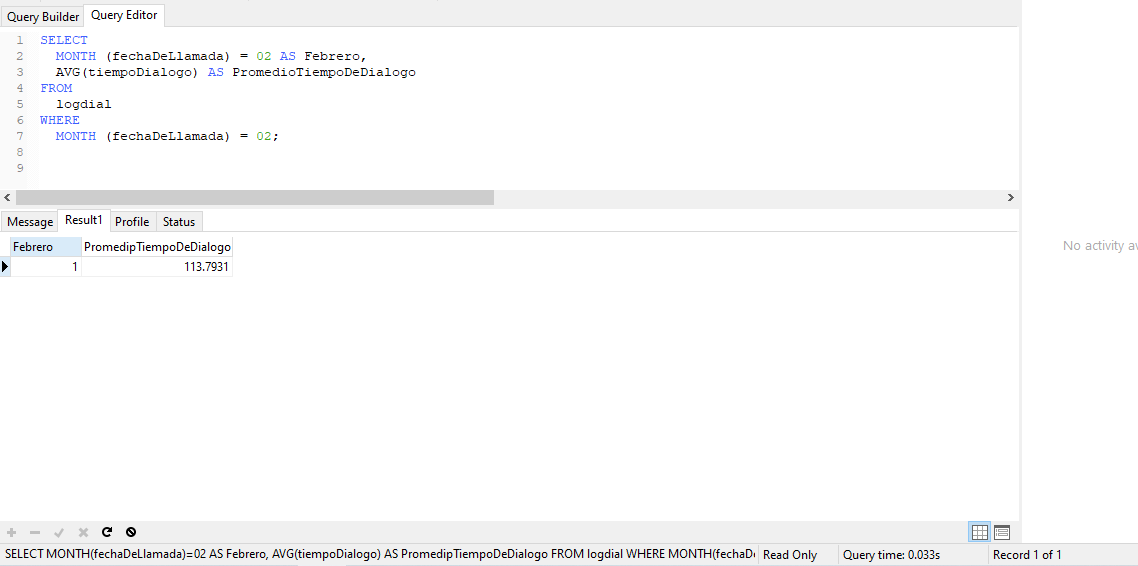 Query Builder Query Editor
1 SELECT
2 MONTH (fechaDeLlamada) = 02 AS Febrero,
3 AVG(tiempoDialogo) AS PromedioTiempoDeDialogo
4 FROM
5 logdial
6 WHERE
7 MONTH (fechaDeLlamada) = 02;
8
9
Message Result1 Profile Status
Febrero PromedipTiempoDeDialogo
1 113.7931
No activity av
SELECT MONTH(fechaDeLlamada)=02 AS Febrero, AVG(tiempoDialogo) AS PromedipTiempoDeDialogo FROM logdial WHERE MONTH(fechaD Read Only Query time: 0.033s Record 1 of 1